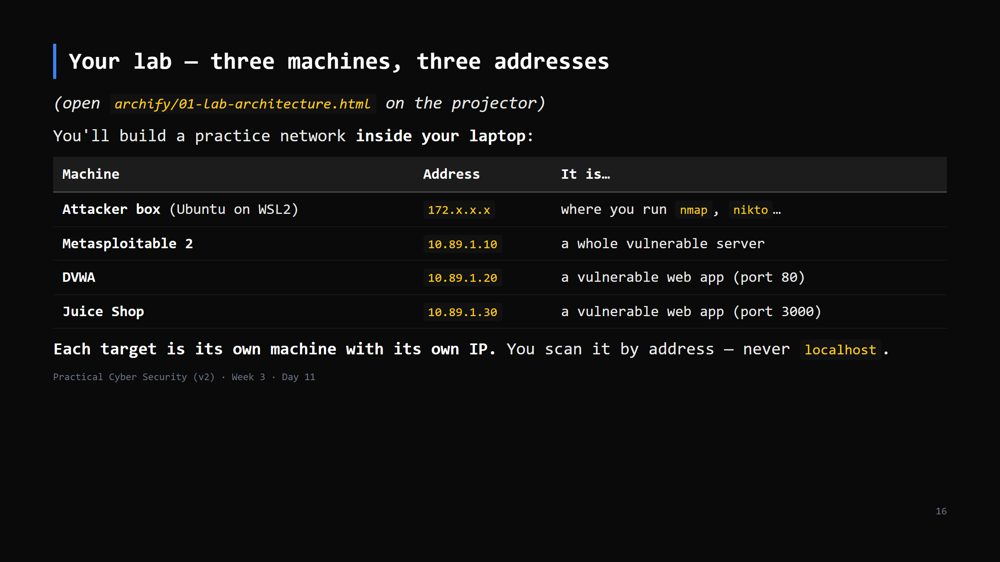 Your lab — three machines, three addresses
(open archify/01-lab-architecture.html on the projector)
You'll build a practice network inside your laptop:
Machine Address It is…
Attacker box (Ubuntu on WSL2) 172.x.x.x where you run nmap, nikto…
Metasploitable 2 10.89.1.10 a whole vulnerable server
DVWA 10.89.1.20 a vulnerable web app (port 80)
Juice Shop 10.89.1.30 a vulnerable web app (port 3000)
Each target is its own machine with its own IP. You scan it by address — never localhost.
Practical Cyber Security (v2) · Week 3 · Day 11
16